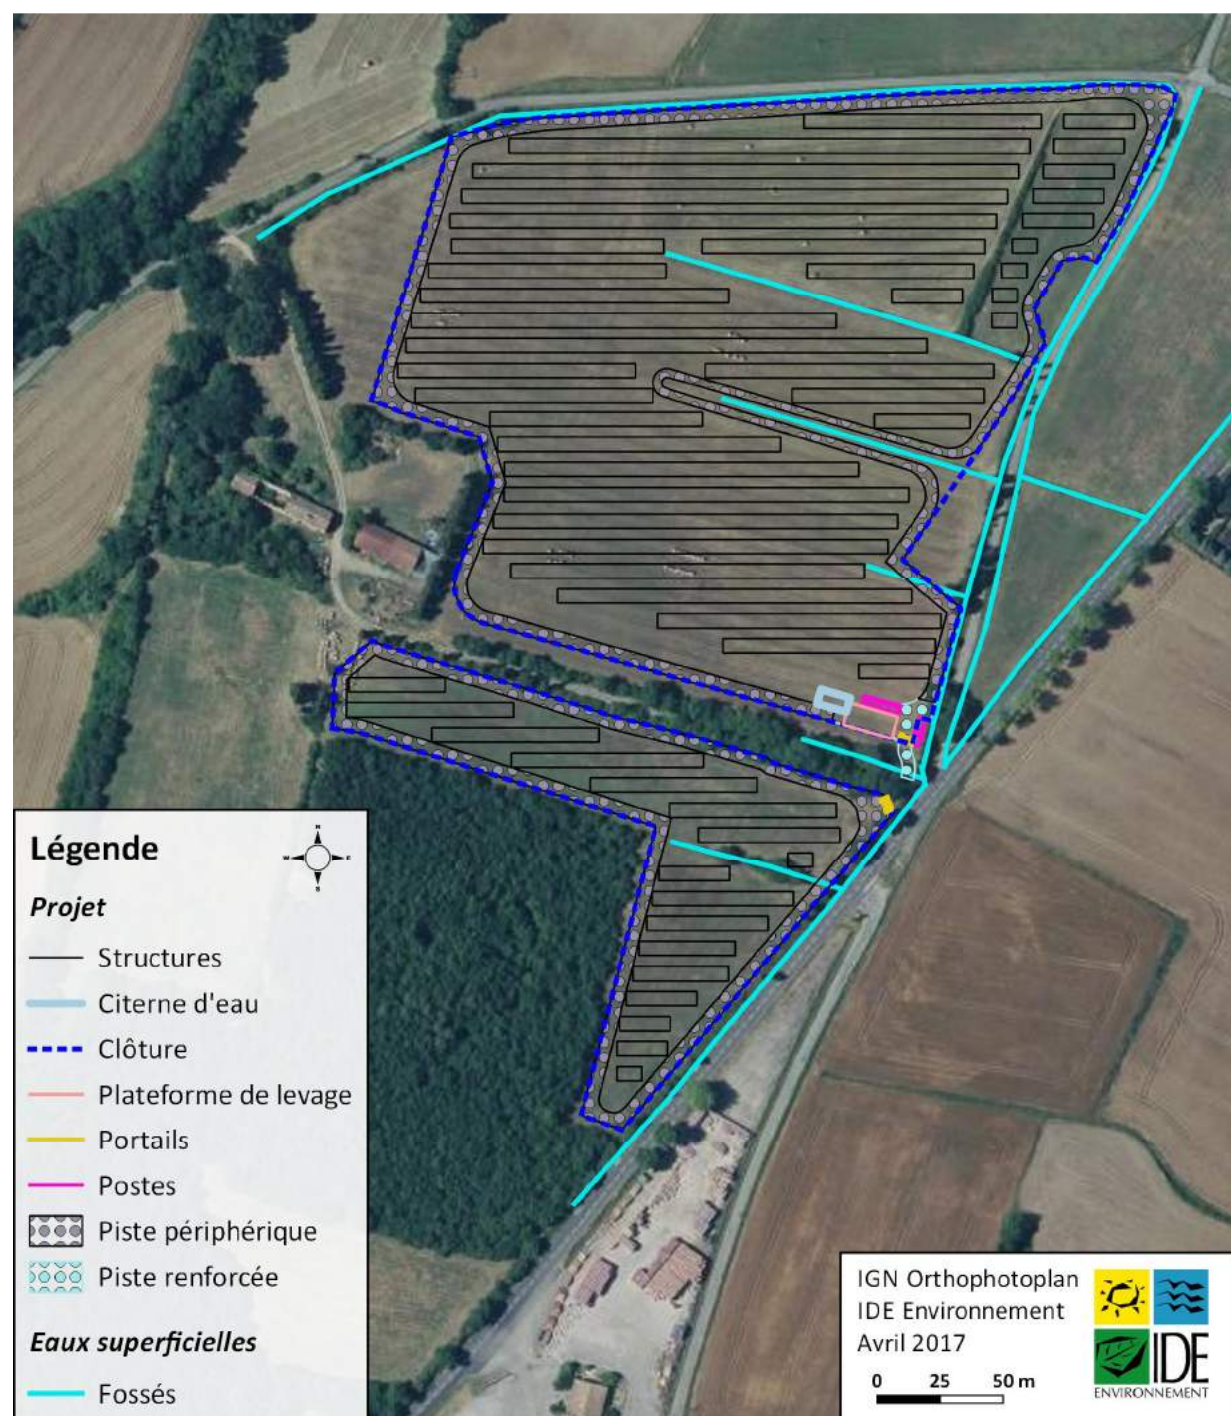 Légende
N
W
E
S
Projet
Structures
Citerne d'eau
Clôture
Plateforme de levage
Portails
Postes
Piste périphérique
Piste renforcée
Eaux superficielles
Fossés
IGN Orthophotoplan
IDE Environnement
Avril 2017
0 25 50 m
IDE
ENVIRONNEMENT